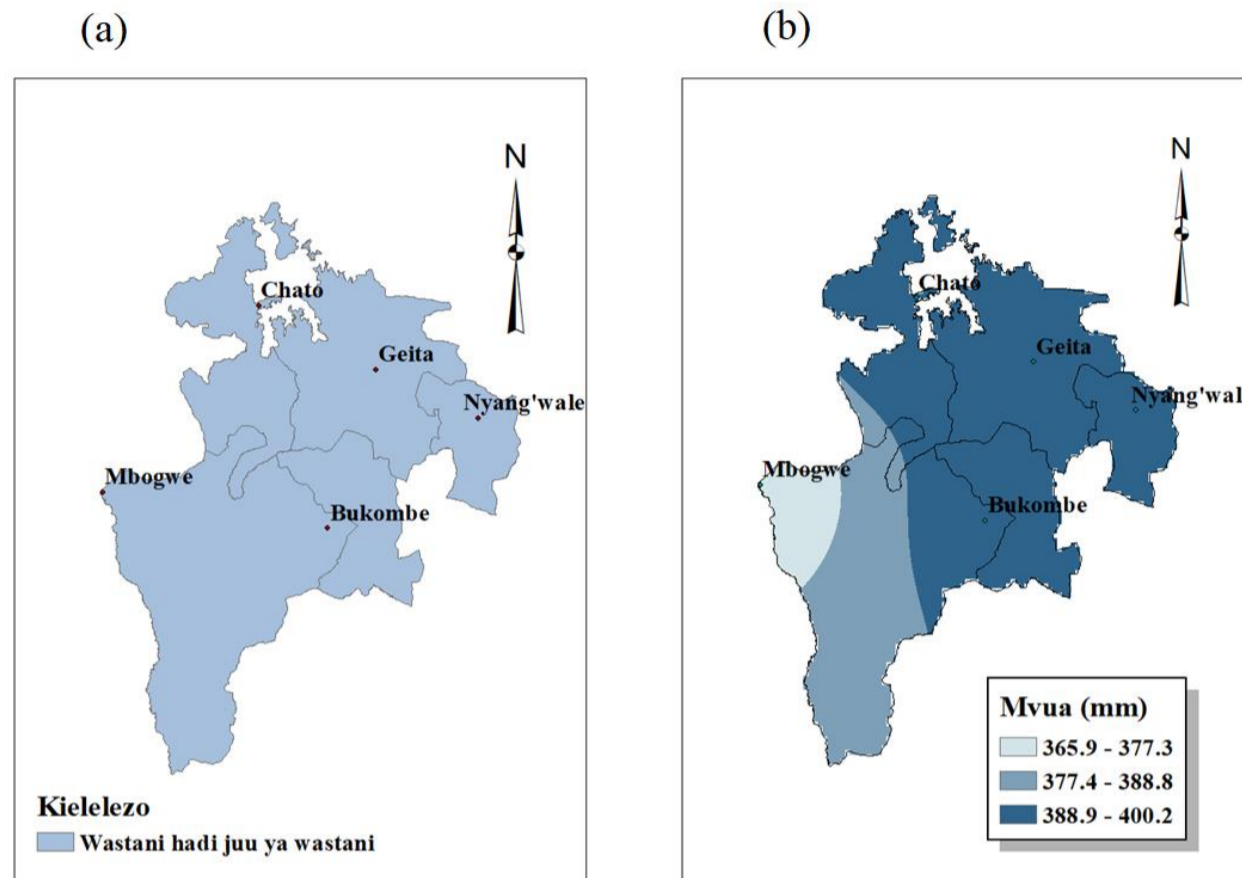 (a)
N
Chato
Geita
Nyang'wale
Mbogwe
Bukombe
Kielelezo
Wastani hadi juu ya wastani
(b)
N
Chato
Geita
Nyang'wal
Mbogwe
Bukombe
Mvua (mm)
365.9 - 377.3
377.4 - 388.8
388.9 - 400.2